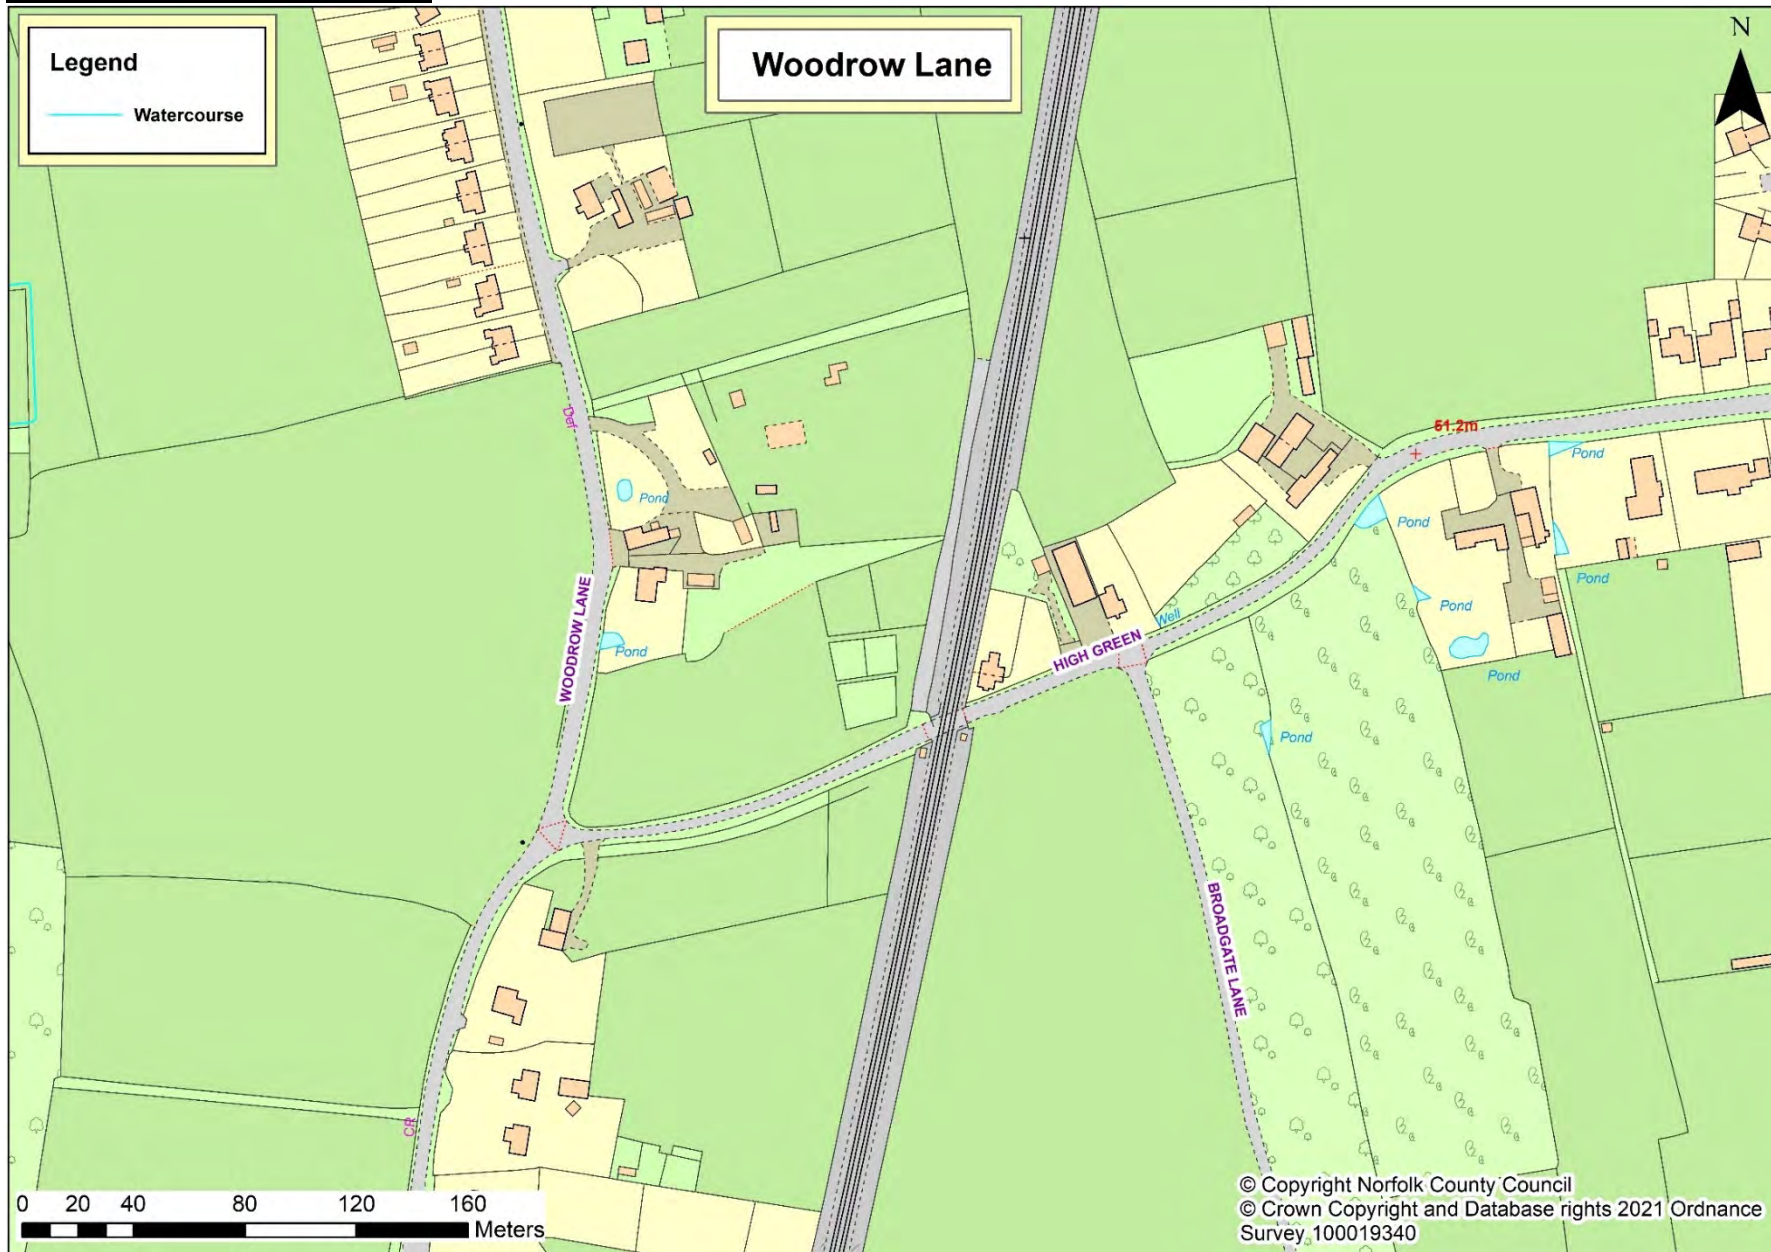 Legend
Watercourse
Woodrow Lane
N
Def
51.2m
Pond
Pond
Pond
Pond
Pond
Pond
Pond
Pond
Well
WOODROW LANE
HIGH GREEN
BROADGATE LANE
CR
0 20 40 80 120 160
Meters
© Copyright Norfolk County Council
© Crown Copyright and Database rights 2021 Ordnance
Survey 100019340